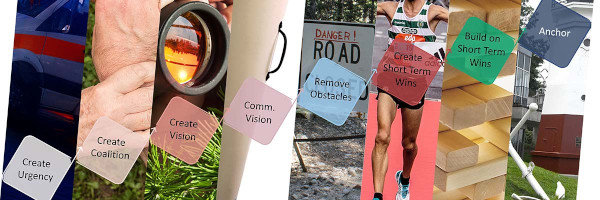 Create
Urgency
Create
Coalition
Create
Vision
Comm.
Vision
DANGER!
ROAD
Remove
Obstacles
Create
Short Term
Wins
Build on
Short Term
Wins
Anchor